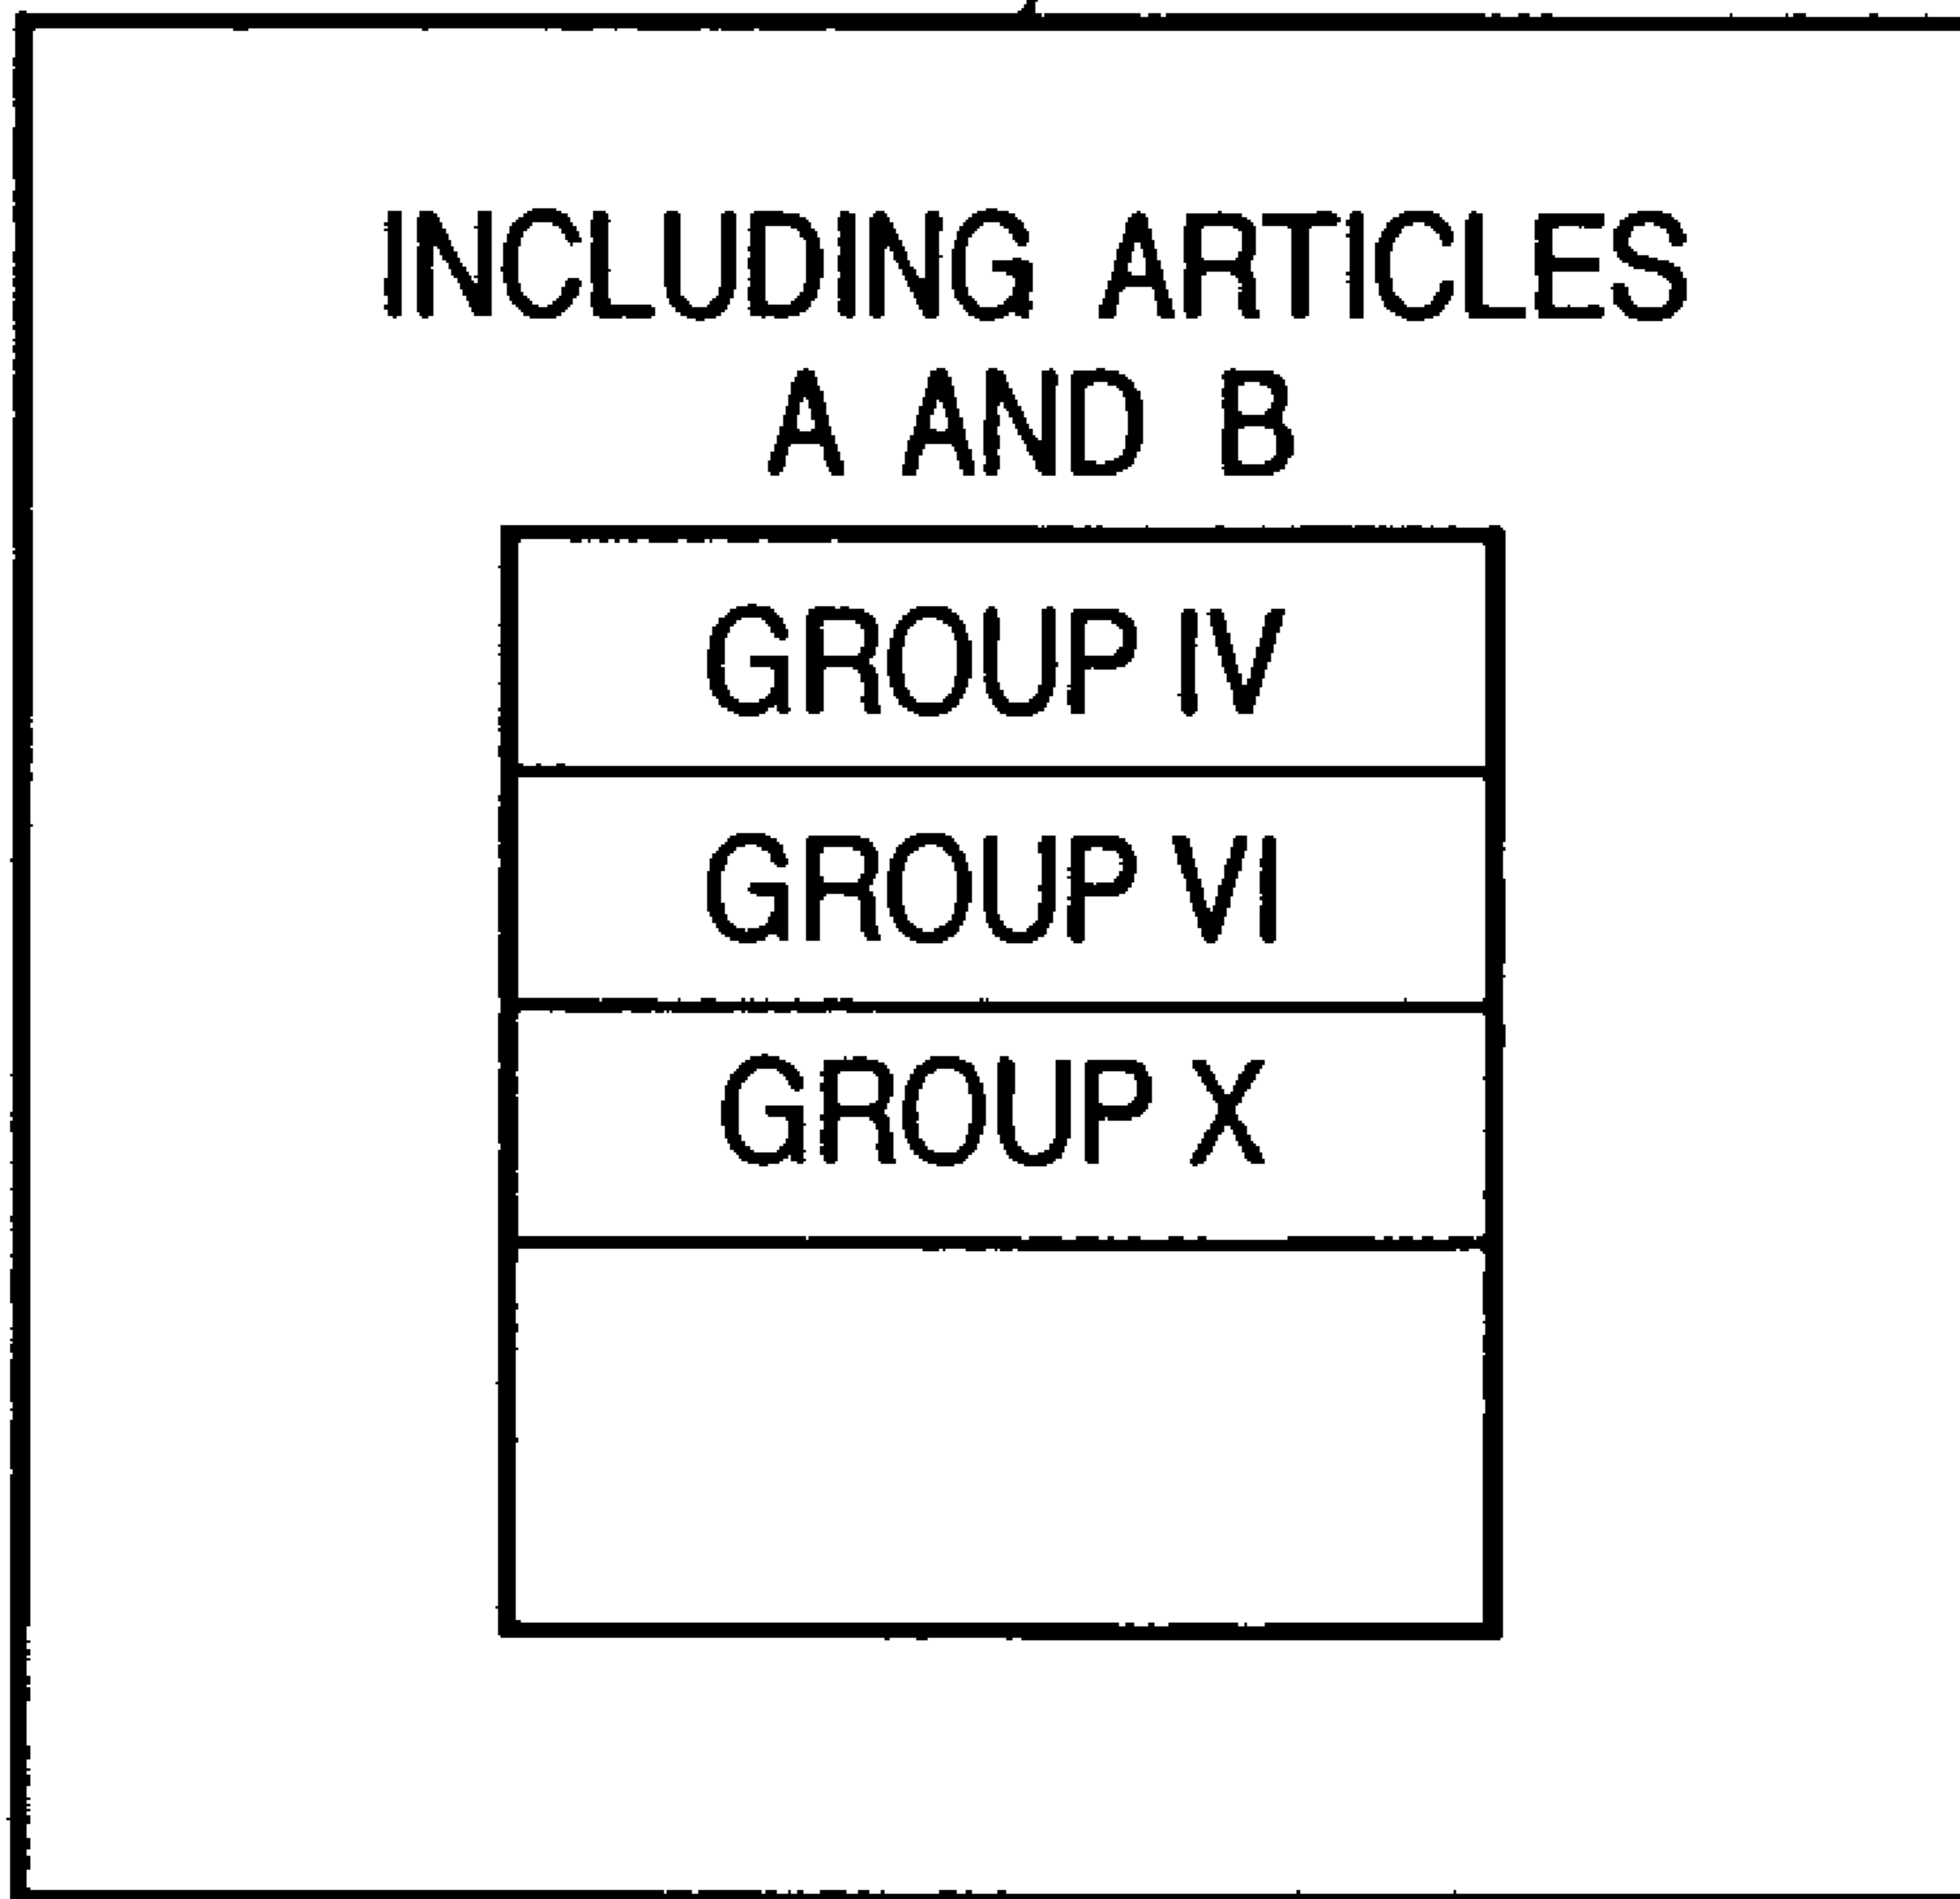 INCLUDING ARTICLES
A AND B
GROUP IV
GROUP VI
GROUP X